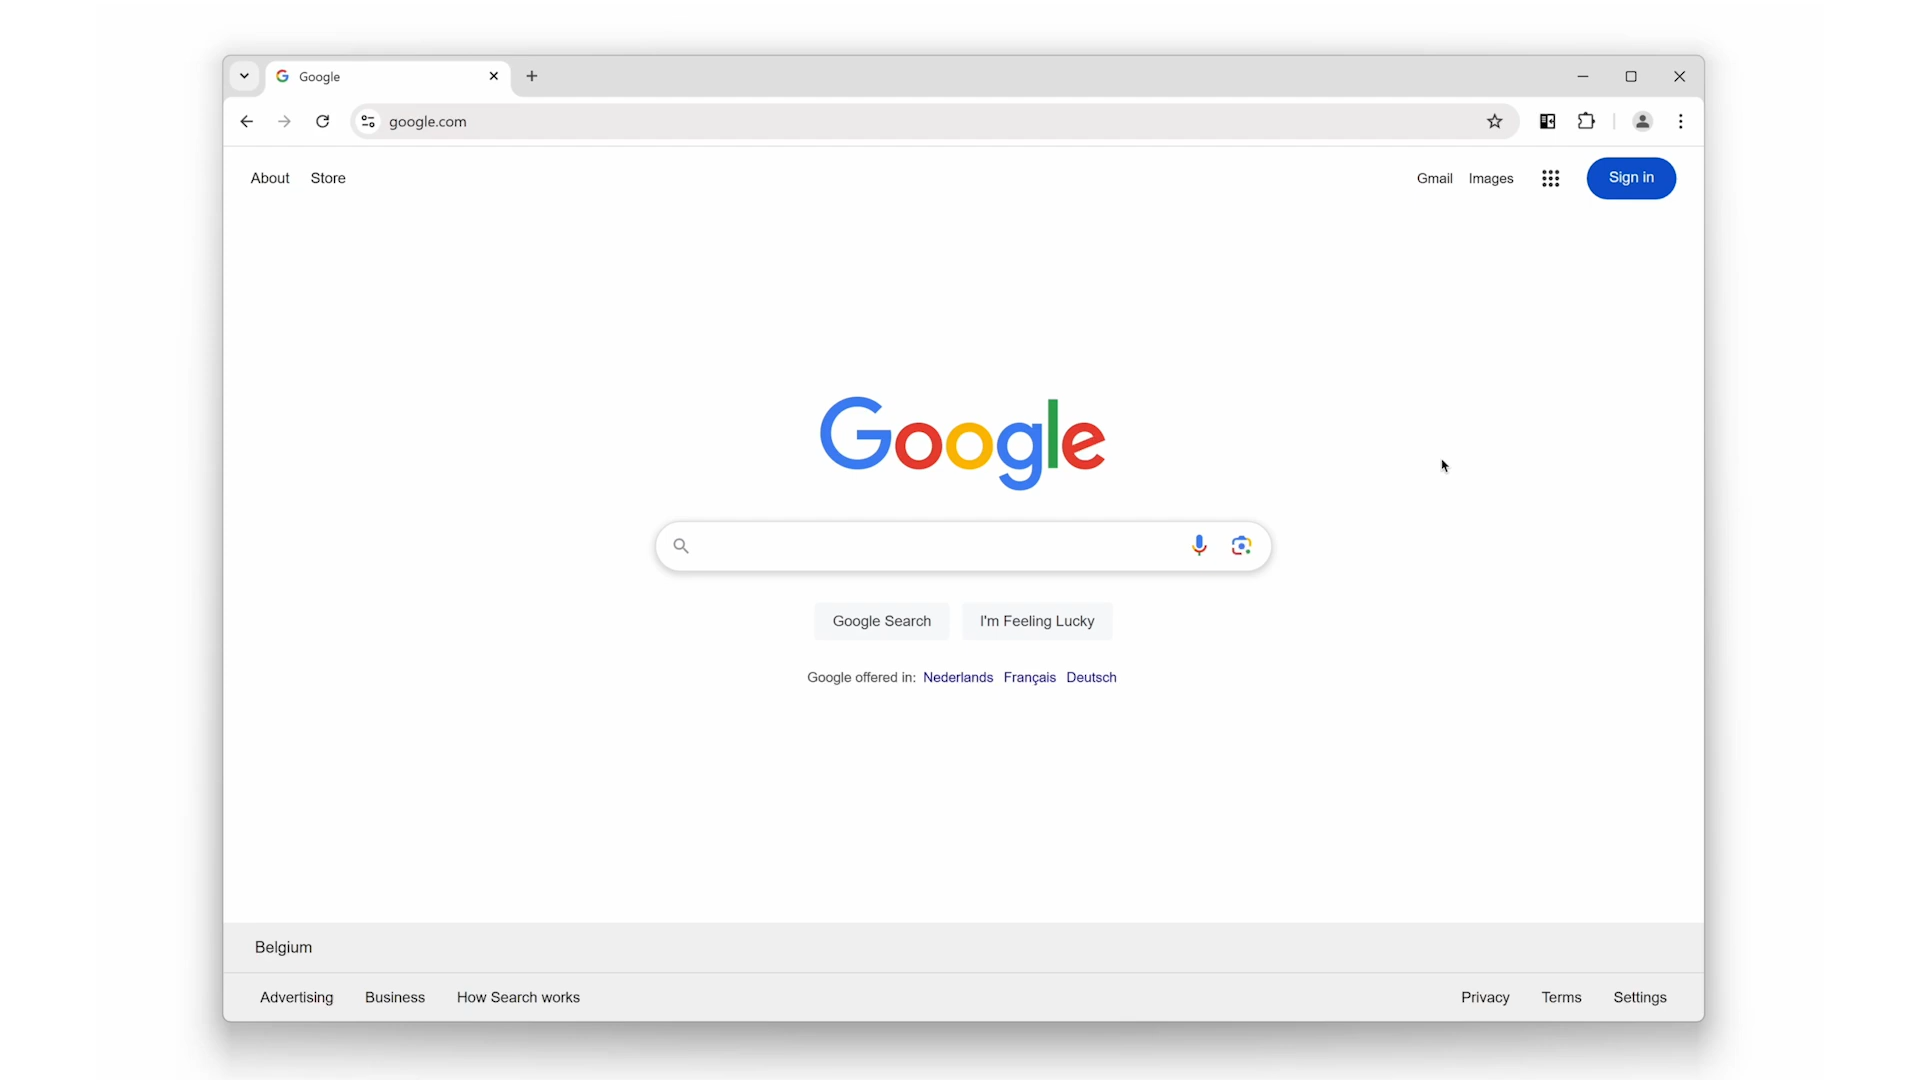 Google
google.com
About Store Gmail Images Sign in
Google
Google Search I'm Feeling Lucky
Google offered in: Nederlands Français Deutsch
Belgium
Advertising Business How Search works Privacy Terms Settings